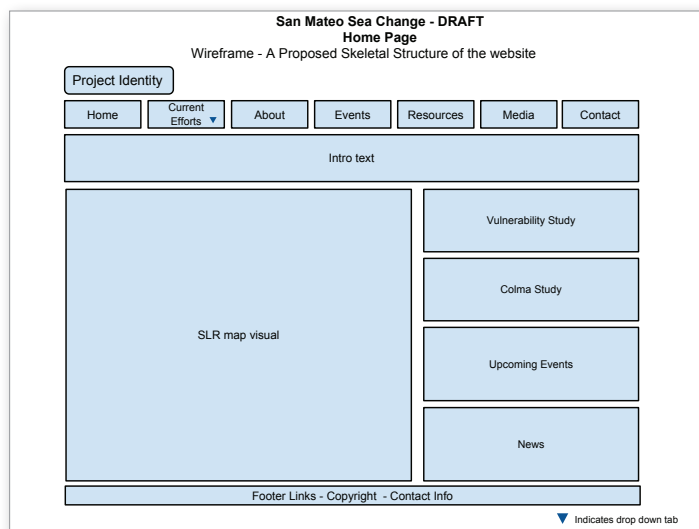 San Mateo Sea Change - DRAFT
Home Page
Wireframe - A Proposed Skeletal Structure of the website
Project Identity
Home
Current
Efforts
About
Events
Resources
Media
Contact
Intro text
SLR map visual
Vulnerability Study
Colma Study
Upcoming Events
News
Footer Links - Copyright - Contact Info
Indicates drop down tab